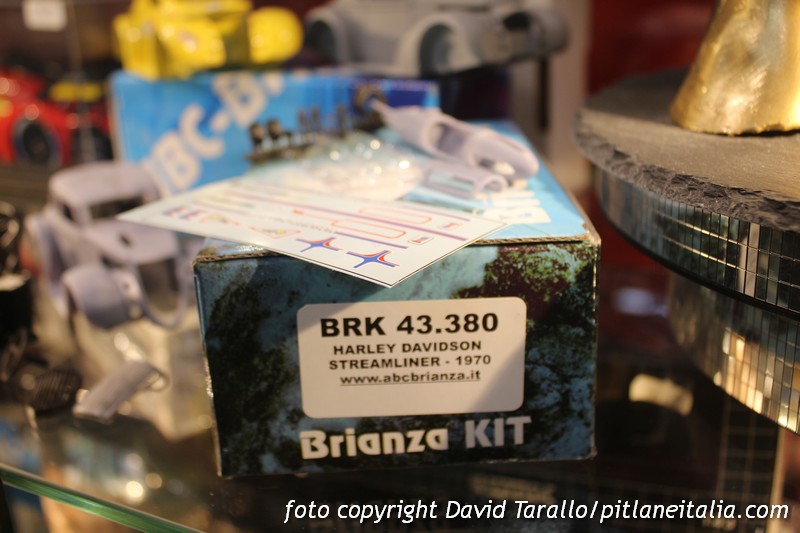 BRK 43.380
HARLEY DAVIDSON
STREAMLINER - 1970
www.abcbrianza.it
Brianza KIT
foto copyright David Tarallo/pitlaneitalia.com